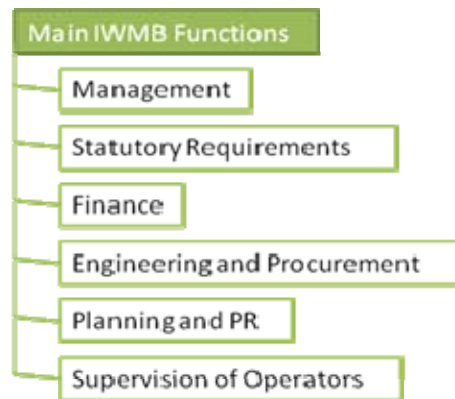 Main IWMB Functions
Management
Statutory Requirements
Finance
Engineering and Procurement
Planning and PR
Supervision of Operators